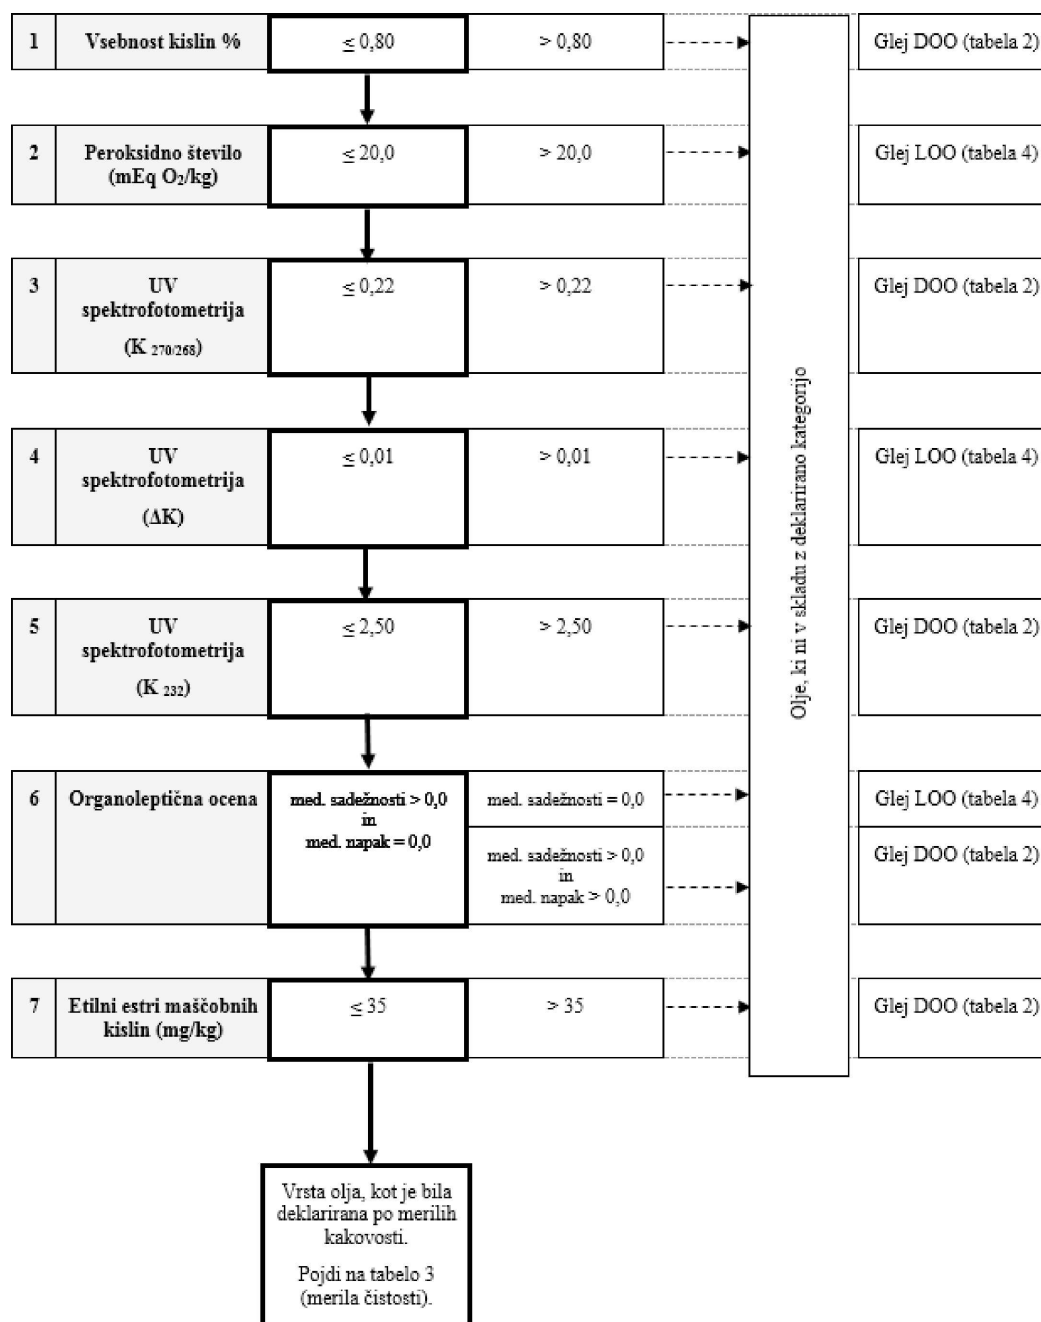 1 Vsebnost kislin % ≤ 0,80 > 0,80 Glej DOO (tabela 2)
2 Peroksidno število ≤ 20,0 > 20,0 Glej LOO (tabela 4)
(mEq O₂/kg)
3 UV ≤ 0,22 > 0,22 Glej DOO (tabela 2)
spektrofotometrija
(K 270/268)
4 UV ≤ 0,01 > 0,01 Glej LOO (tabela 4)
spektrofotometrija
(ΔK)
5 UV ≤ 2,50 > 2,50 Glej DOO (tabela 2)
spektrofotometrija
(K 232)
Olje, ki ni v skladu z deklarirano kategorijo
6 Organoleptična ocena med. sadežnosti > 0,0 med. sadežnosti = 0,0 Glej LOO (tabela 4)
in
med. napak = 0,0
med. sadežnosti > 0,0 Glej DOO (tabela 2)
in
med. napak > 0,0
7 Etilni estri maščobnih ≤ 35 > 35 Glej DOO (tabela 2)
kislin (mg/kg)
Vrsta olja, kot je bila
deklarirana po merilih
kakovosti.
Pojdi na tabelo 3
(merila čistosti).